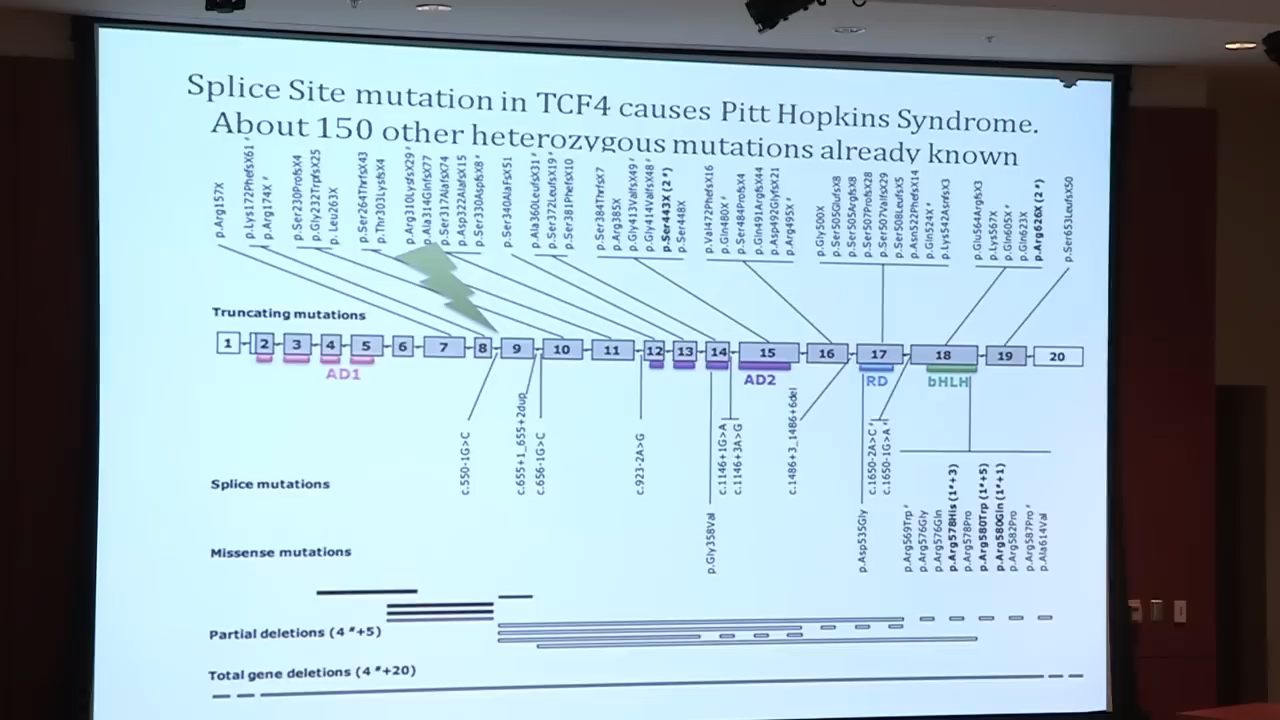 Splice Site mutation in TCF4 causes Pitt Hopkins Syndrome.
About 150 other heterozygous mutations already known
p.Arg157X
p.Lys172PhefsX61 *
p.Arg174X *
p.Ser230ProfsX4
p.Gly232TrpfsX25
p. Leu263X
p.Ser264ThrfsX43
p.Thr303LysfsX4
p.Arg310LysfsX29 *
p.Ala314GlnfsX77
p.Ser317AlafsX74
p.Asp322AlafsX15
p.Ser330AspfsX8 *
p.Ser340AlaFsX51
p.Ala360LeufsX31 *
p.Ser372LeufsX19 *
p.Ser381PhefsX10
p.Ser384ThrfsX7
p.Arg385X
p.Gly413ValfsX49 *
p.Gly414ValfsX48 *
p.Ser443X (2 *)
p.Ser448X
p.Val472PhefsX16
p.Gln480X *
p.Ser484ProfsX4
p.Gln491ArgfsX44
p.Asp492GlyfsX21
p.Arg495X *
p.Gly500X
p.Ser505GlufsX8
p.Ser505ArgfsX8
p.Ser507ProfsX28
p.Ser507ValfsX29
p.Ser508LeufsX5
p.Asn522PhefsX14
p.Gln524X *
p.Lys542AsnfsX3
p.Glu564ArgfsX3
p.Lys567X
p.Gln605X *
p.Gln623X
p.Arg626X (2 *)
p.Ser653LeufsX50
Truncating mutations
1 2 3 4 5 6 7 8 9 10 11 12 13 14 15 16 17 18 19 20
AD1 AD2 RD bHLH
c.550-1G>C
c.655+1_655+2dup
c.656-1G>C
c.923-2A>G
c.1146+1G>A
c.1146+3A>G
c.1486+3_1486+6del
c.1650-2A>C *
c.1650-1G>A *
Splice mutations
p.Gly358Val
p.Asp535Gly
p.Arg569Trp *
p.Arg576Gly
p.Arg576Gln
p.Arg578His (1*+3)
p.Arg578Pro
p.Arg580Trp (1*+5)
p.Arg580Gln (1*+1)
p.Arg582Pro
p.Arg587Pro *
p.Ala614Val
Missense mutations
Partial deletions (4 *+5)
Total gene deletions (4 *+20)